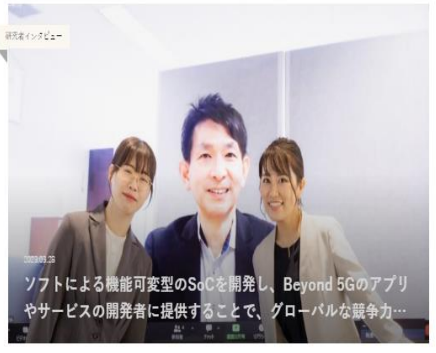 研究者インタビュー
ソフトによる機能可変型のSoCを開発し、Beyond 5Gのアプリ
やサービスの開発者に提供することで、グローバルな競争力…